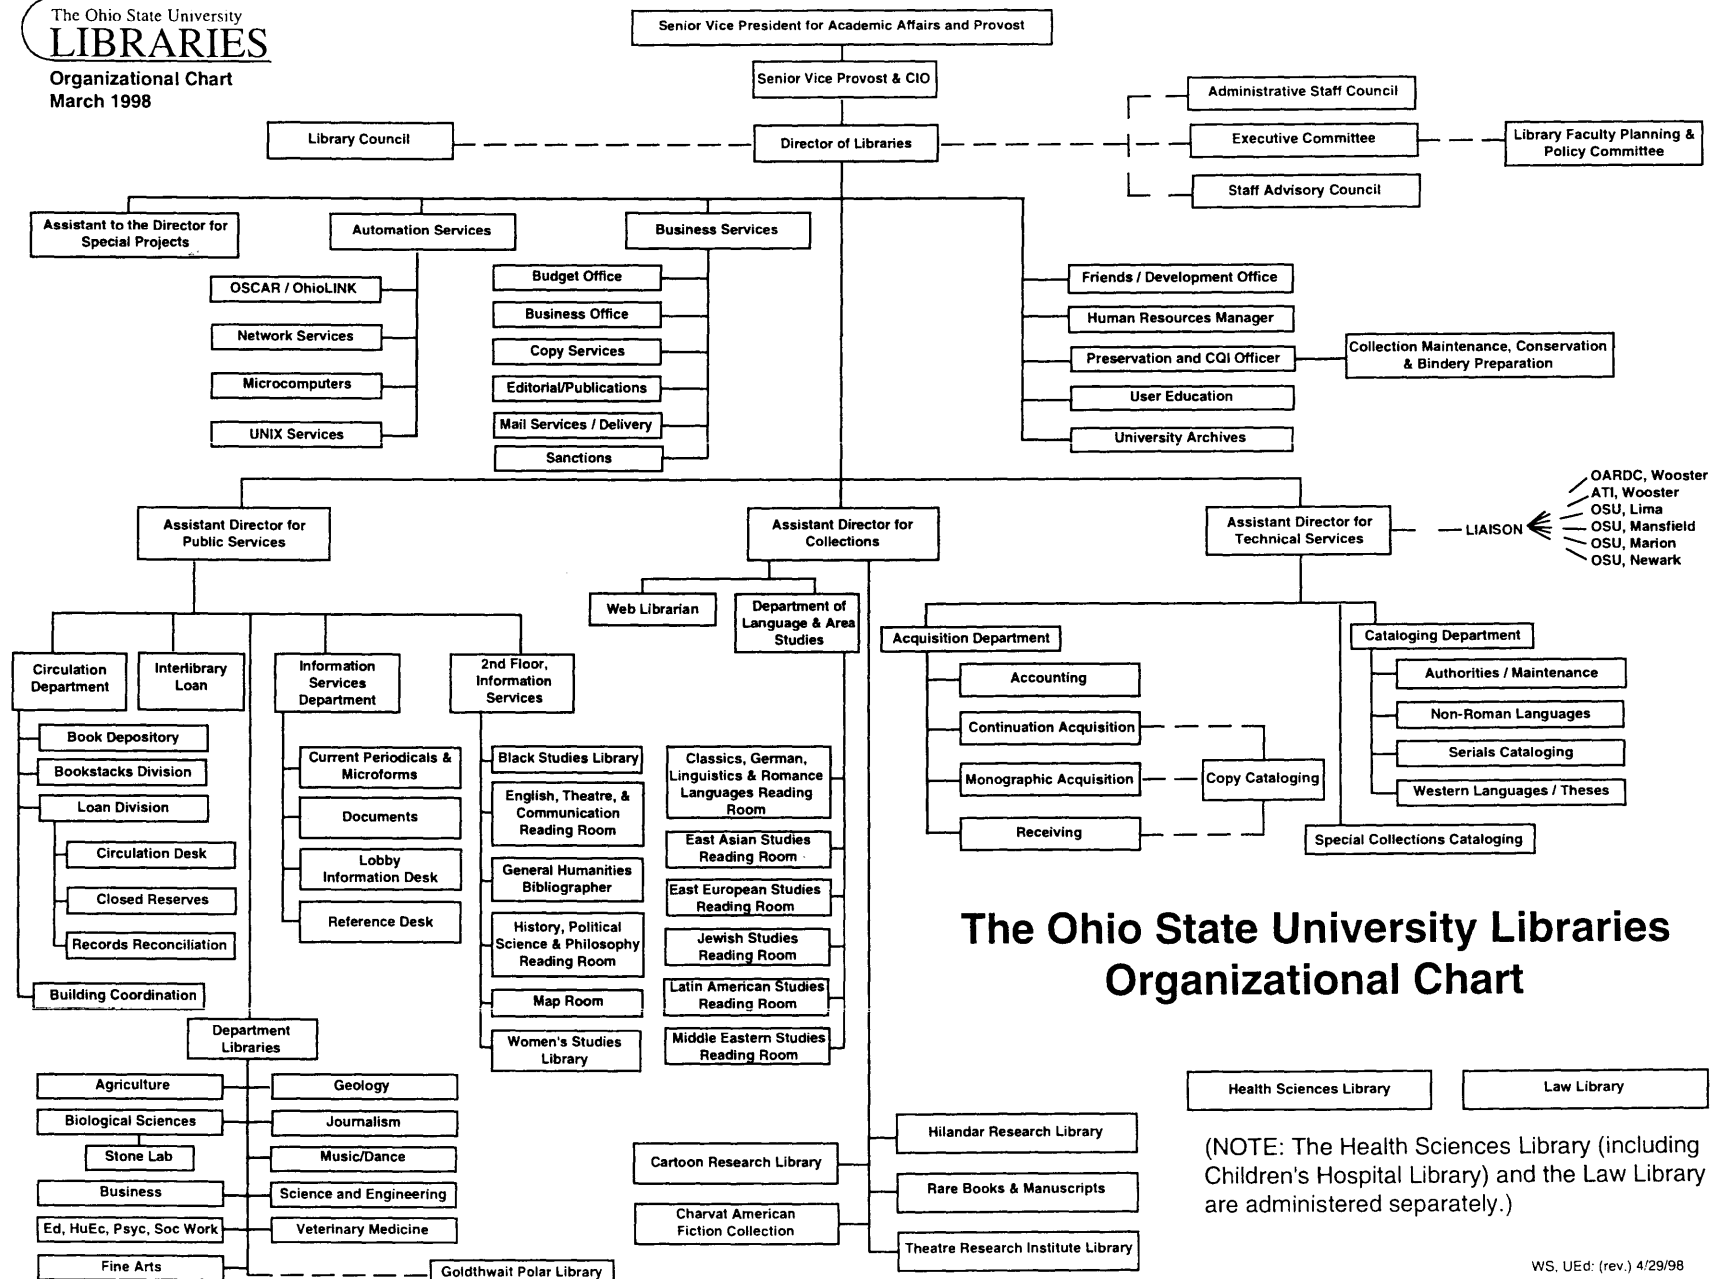 The Ohio State University
LIBRARIES
Organizational Chart
March 1998
Senior Vice President for Academic Affairs and Provost
Senior Vice Provost & CIO
Library Council
Director of Libraries
Administrative Staff Council
Executive Committee
Staff Advisory Council
Library Faculty Planning &
Policy Committee
Assistant to the Director for
Special Projects
Automation Services
OSCAR / OhioLINK
Network Services
Microcomputers
UNIX Services
Business Services
Budget Office
Business Office
Copy Services
Editorial/Publications
Mail Services / Delivery
Sanctions
Friends / Development Office
Human Resources Manager
Preservation and CQI Officer
Collection Maintenance, Conservation
& Bindery Preparation
User Education
University Archives
Assistant Director for
Public Services
Assistant Director for
Collections
Assistant Director for
Technical Services
LIAISON
OARDC, Wooster
ATI, Wooster
OSU, Lima
OSU, Mansfield
OSU, Marion
OSU, Newark
Circulation
Department
Book Depository
Bookstacks Division
Loan Division
Circulation Desk
Closed Reserves
Records Reconciliation
Building Coordination
Interlibrary
Loan
Information
Services
Department
Current Periodicals &
Microforms
Documents
Lobby
Information Desk
Reference Desk
2nd Floor,
Information
Services
Black Studies Library
English, Theatre, &
Communication
Reading Room
General Humanities
Bibliographer
History, Political
Science & Philosophy
Reading Room
Map Room
Women's Studies
Library
Department
Libraries
Agriculture
Biological Sciences
Stone Lab
Business
Ed, HuEc, Psyc, Soc Work
Fine Arts
Geology
Journalism
Music/Dance
Science and Engineering
Veterinary Medicine
Goldthwait Polar Library
Web Librarian
Department of
Language & Area
Studies
Classics, German,
Linguistics & Romance
Languages Reading
Room
East Asian Studies
Reading Room
East European Studies
Reading Room
Jewish Studies
Reading Room
Latin American Studies
Reading Room
Middle Eastern Studies
Reading Room
Cartoon Research Library
Charvat American
Fiction Collection
Hilandar Research Library
Rare Books & Manuscripts
Theatre Research Institute Library
Acquisition Department
Accounting
Continuation Acquisition
Monographic Acquisition
Receiving
Copy Cataloging
Cataloging Department
Authorities / Maintenance
Non-Roman Languages
Serials Cataloging
Western Languages / Theses
Special Collections Cataloging
The Ohio State University Libraries
Organizational Chart
Health Sciences Library
Law Library
(NOTE: The Health Sciences Library (including
Children's Hospital Library) and the Law Library
are administered separately.)
WS, UEd: (rev.) 4/29/98